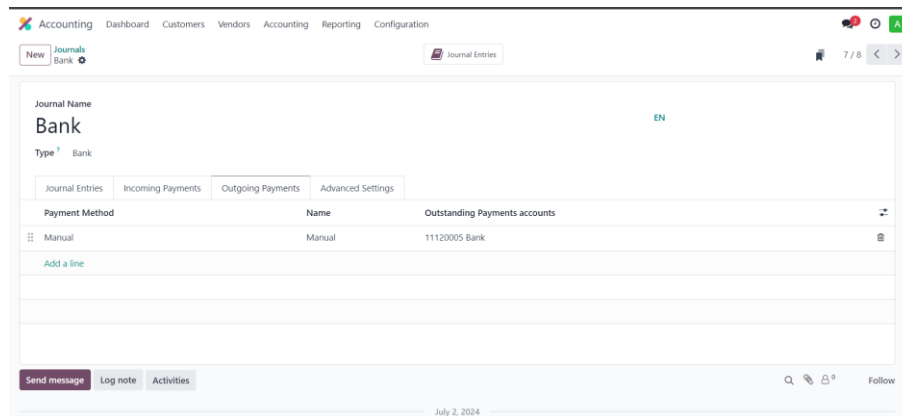 Accounting Dashboard Customers Vendors Accounting Reporting Configuration 2 A
New Journals Journal Entries 7 / 8
Bank
Journal Name
Bank EN
Type ? Bank
Journal Entries Incoming Payments Outgoing Payments Advanced Settings
Payment Method Name Outstanding Payments accounts
Manual Manual 11120005 Bank
Add a line
Send message Log note Activities 0 Follow
July 2, 2024